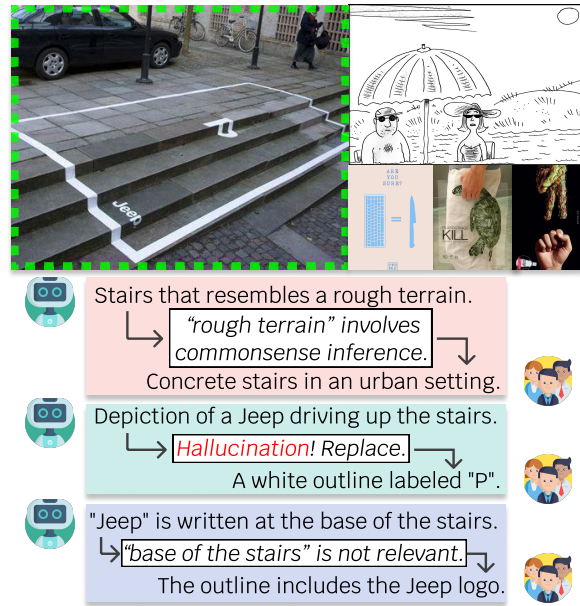 Jeep
P
ARE
YOU
SURE?
=
KILL
Stairs that resembles a rough terrain.
“rough terrain” involves
commonsense inference.
Concrete stairs in an urban setting.
Depiction of a Jeep driving up the stairs.
Hallucination! Replace.
A white outline labeled "P".
"Jeep" is written at the base of the stairs.
“base of the stairs” is not relevant.
The outline includes the Jeep logo.